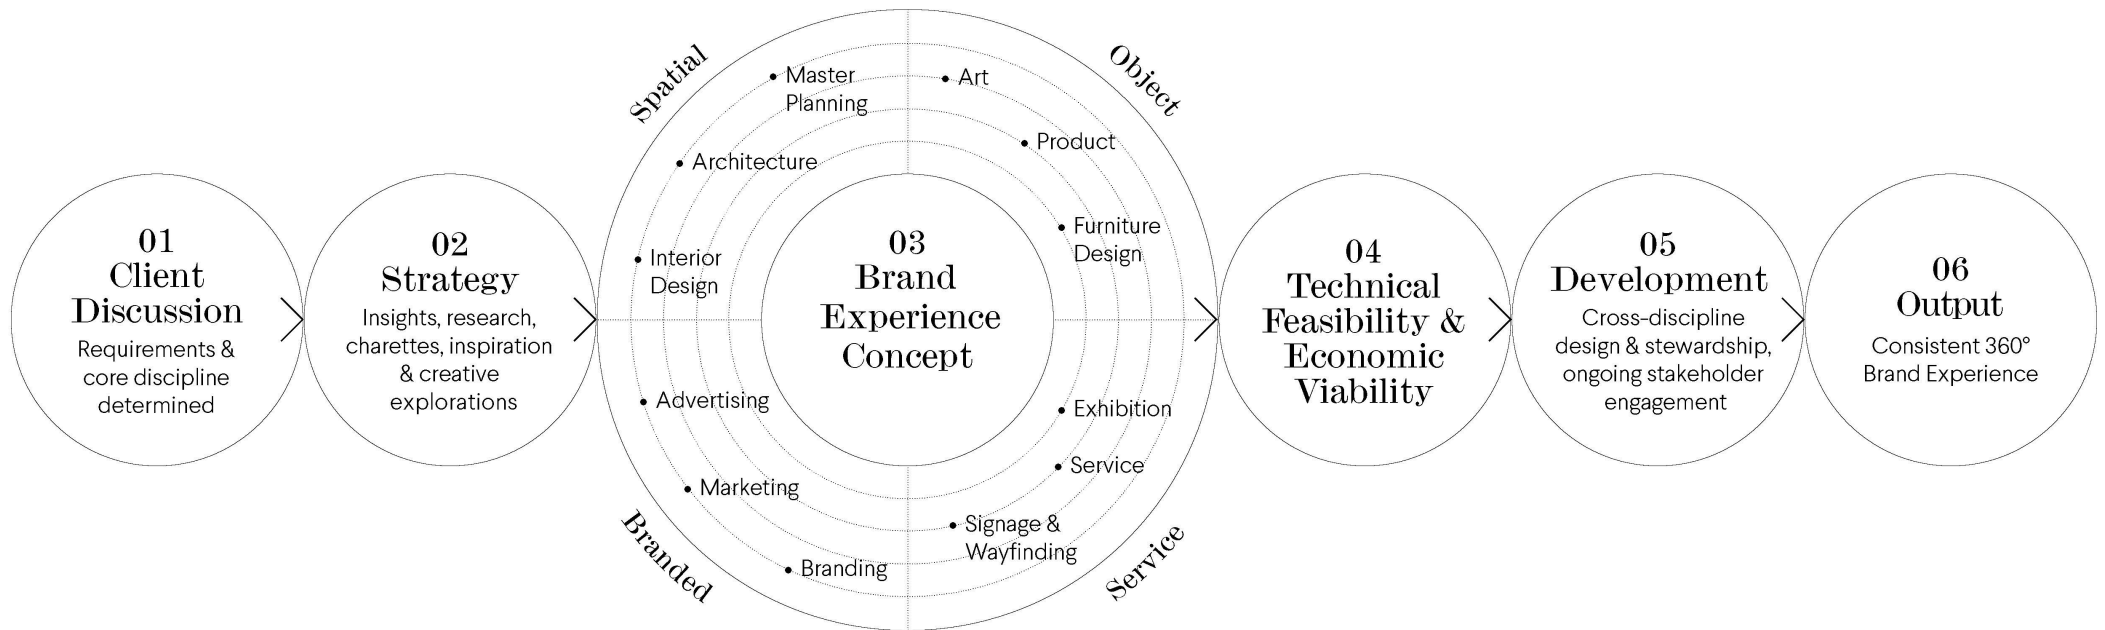 01
Client
Discussion
Requirements &
core discipline
determined
02
Strategy
Insights, research,
charettes, inspiration
& creative
explorations
Spatial
Master
Planning
Architecture
Interior
Design
Object
Art
Product
Furniture
Design
03
Brand
Experience
Concept
Branded
Advertising
Marketing
Branding
Service
Exhibition
Service
Signage &
Wayfinding
04
Technical
Feasibility &
Economic
Viability
05
Development
Cross-discipline
design & stewardship,
ongoing stakeholder
engagement
06
Output
Consistent 360°
Brand Experience